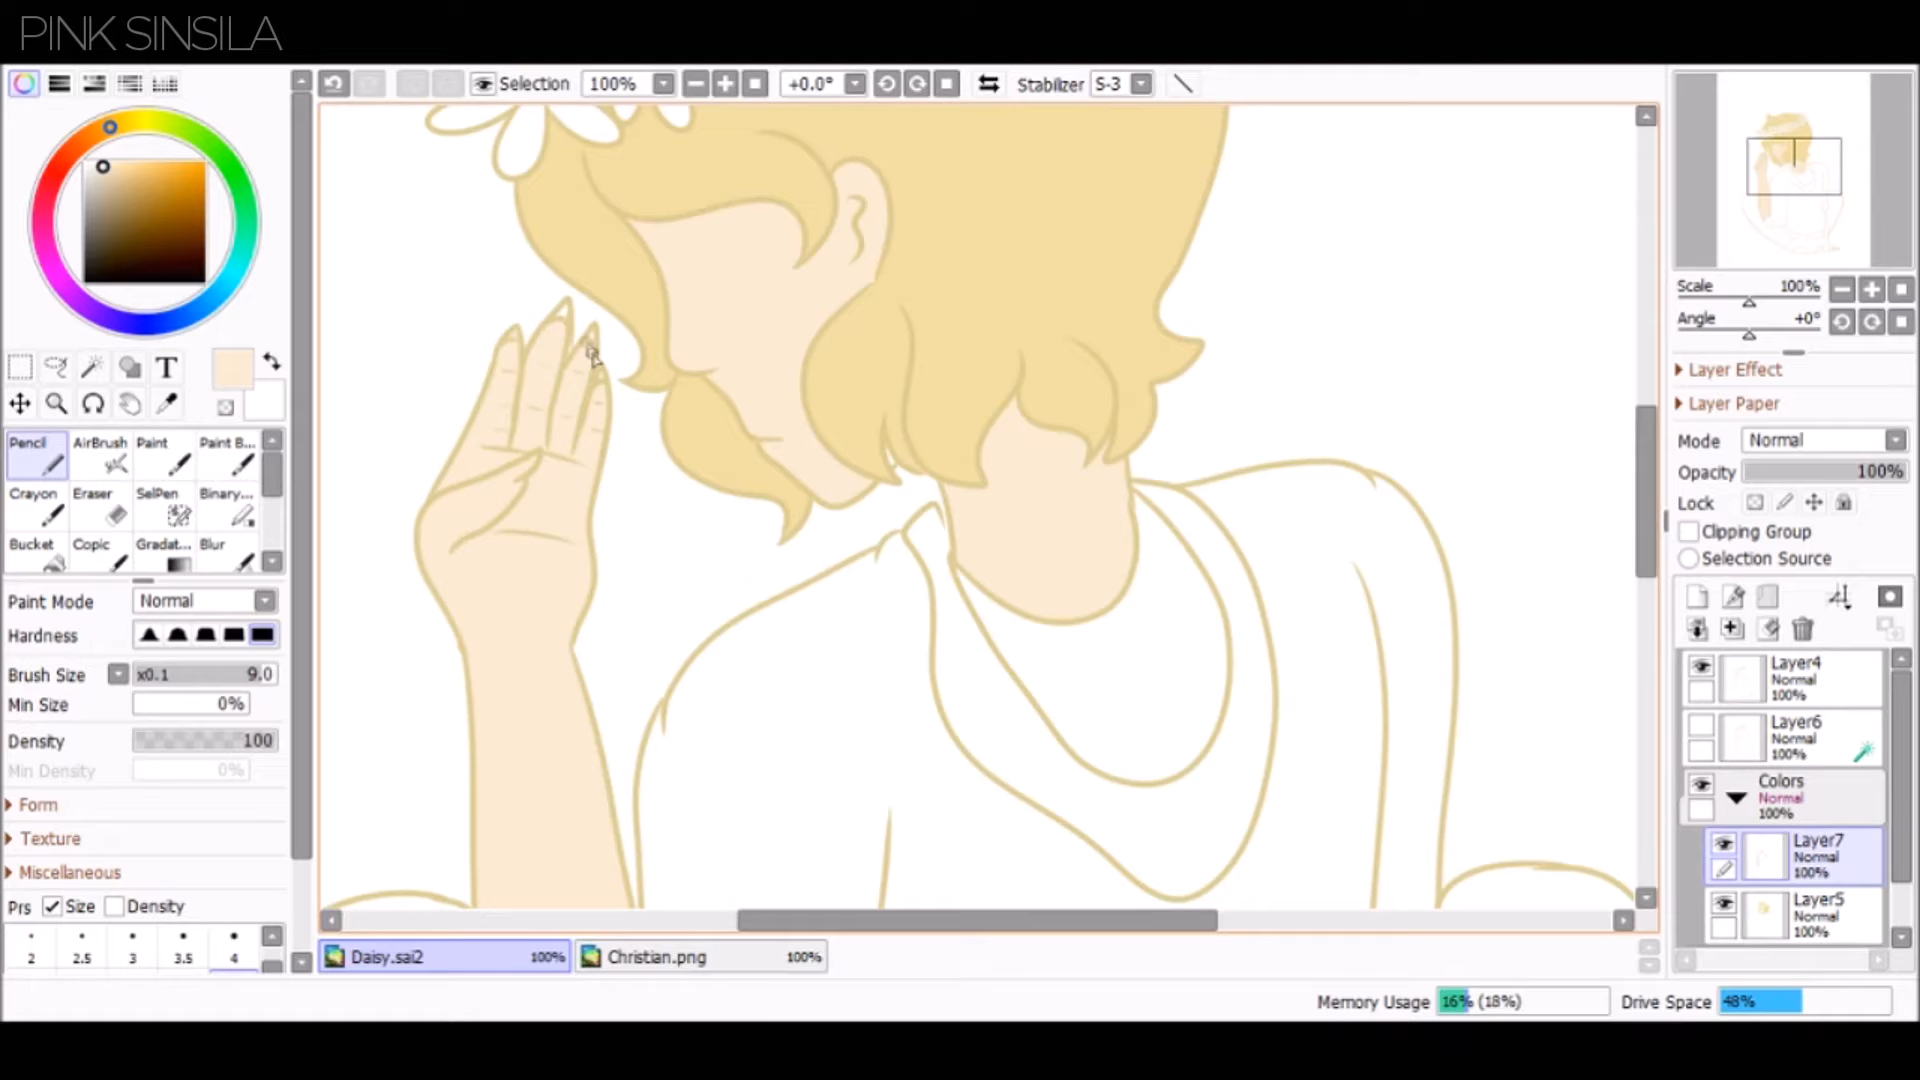 PINK SINSILA
Selection 100% +0.0° Stabilizer S-3
Scale 100%
Angle +0°
Layer Effect
Layer Paper
Mode Normal
Opacity 100%
Lock
Clipping Group
Selection Source
T
Pencil AirBrush Paint Paint B...
Crayon Eraser SelPen Binary...
Bucket Copic Gradat... Blur
Paint Mode Normal
Hardness
Brush Size x0.1 9.0
Min Size 0%
Density 100
Min Density 0%
Form
Texture
Miscellaneous
Prs Size Density
2 2.5 3 3.5 4
Layer4
Normal
100%
Layer6
Normal
100%
Colors
Normal
100%
Layer7
Normal
100%
Layer5
Normal
100%
Daisy.sai2 100% Christian.png 100%
Memory Usage 16% (18%) Drive Space 48%